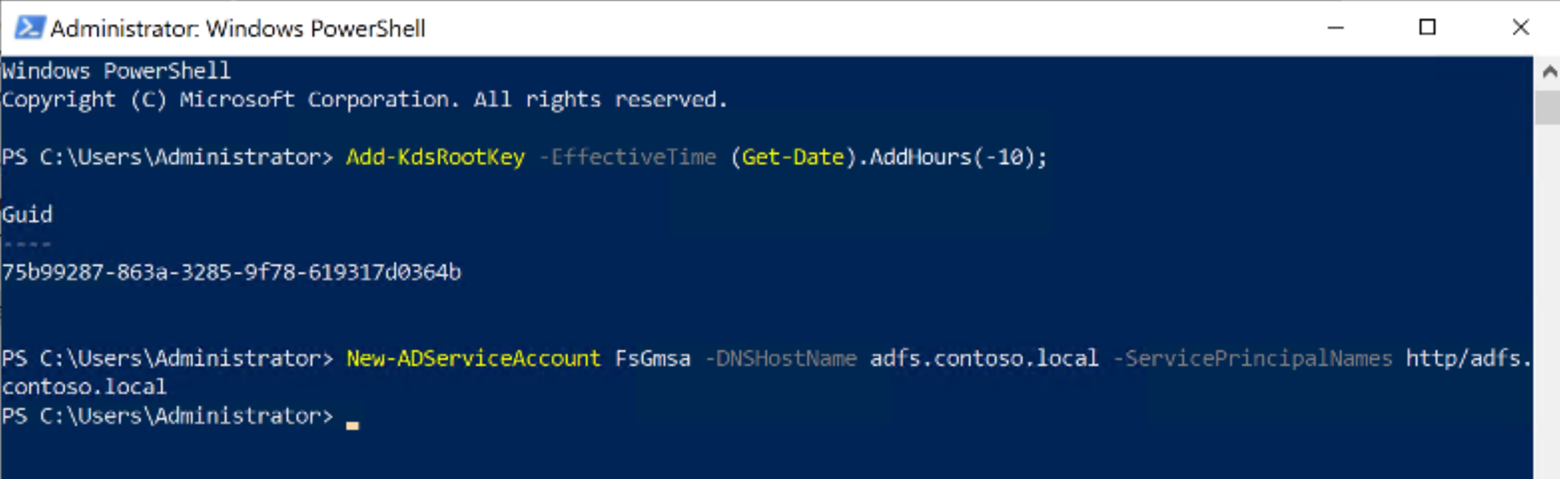 Administrator: Windows PowerShell
Windows PowerShell
Copyright (C) Microsoft Corporation. All rights reserved.
PS C:\Users\Administrator> Add-KdsRootKey -EffectiveTime (Get-Date).AddHours(-10);
Guid
----
75b99287-863a-3285-9f78-619317d0364b
PS C:\Users\Administrator> New-ADServiceAccount FsGmsa -DNSHostName adfs.contoso.local -ServicePrincipalNames http/adfs.
contoso.local
PS C:\Users\Administrator>